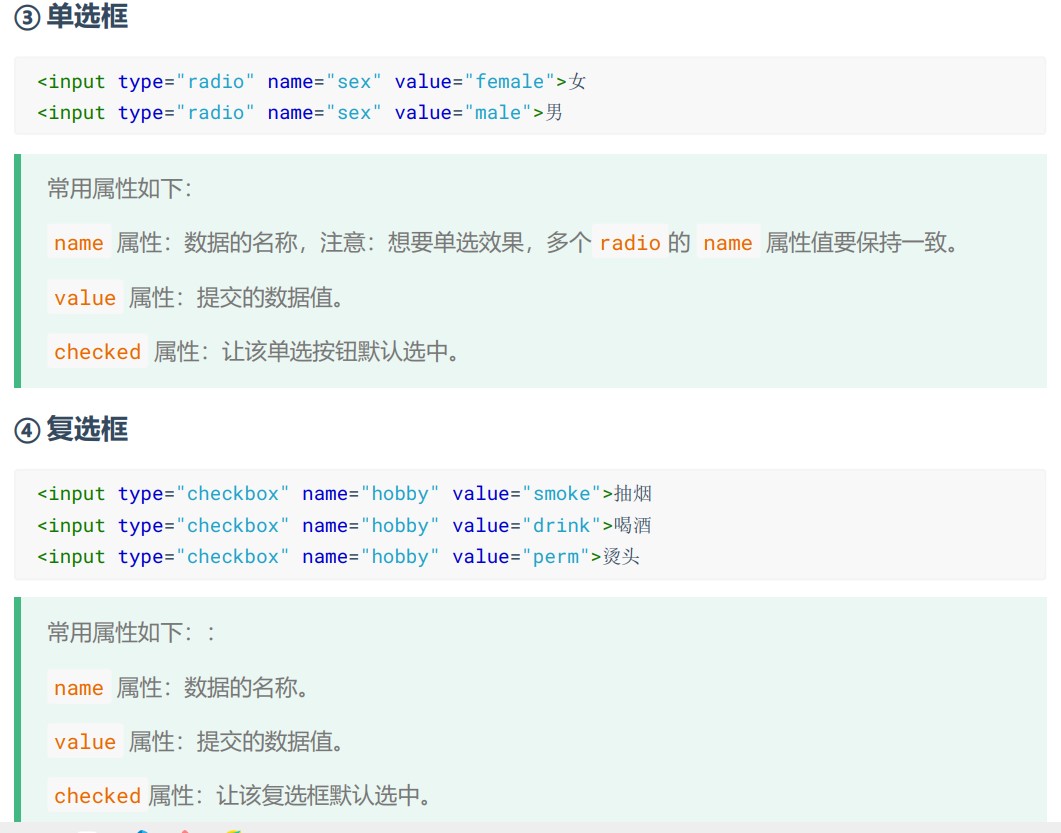 ③ 单选框
<input type="radio" name="sex" value="female">女
<input type="radio" name="sex" value="male">男
常用属性如下：
name 属性：数据的名称，注意：想要单选效果，多个 radio 的 name 属性值要保持一致。
value 属性：提交的数据值。
checked 属性：让该单选按钮默认选中。
④ 复选框
<input type="checkbox" name="hobby" value="smoke">抽烟
<input type="checkbox" name="hobby" value="drink">喝酒
<input type="checkbox" name="hobby" value="perm">烫头
常用属性如下：：
name 属性：数据的名称。
value 属性：提交的数据值。
checked 属性：让该复选框默认选中。